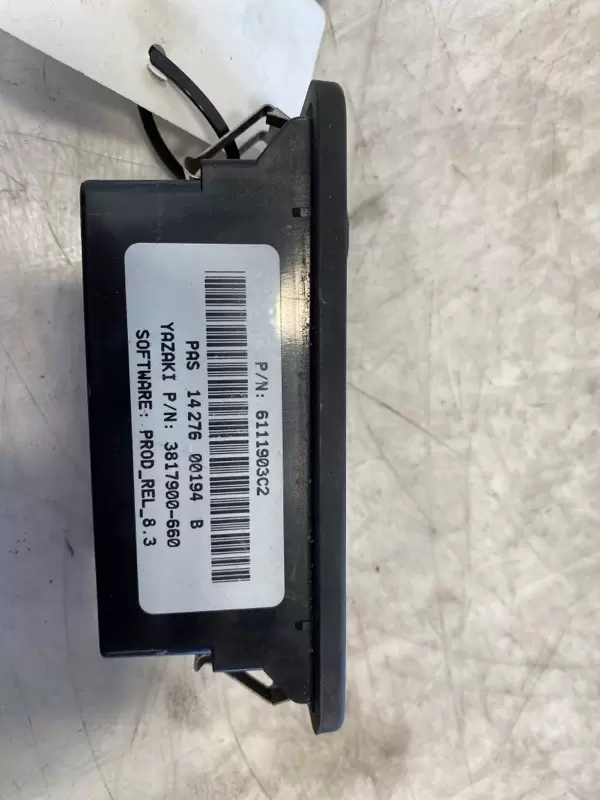 P/N: 6111903C2
PAS 14276 00194 B
YAZAKI P/N: 3817900-660
SOFTWARE: PROD_REL_8.3